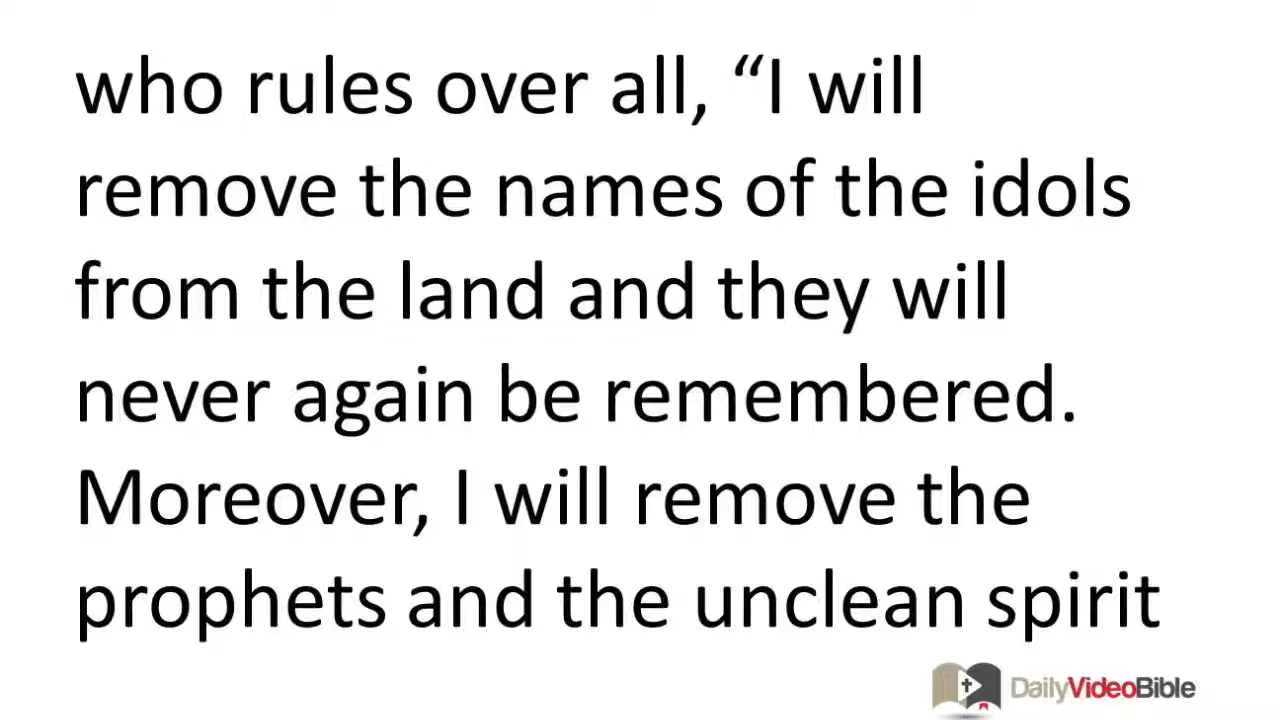 who rules over all, “I will
remove the names of the idols
from the land and they will
never again be remembered.
Moreover, I will remove the
prophets and the unclean spirit
DailyVideoBible